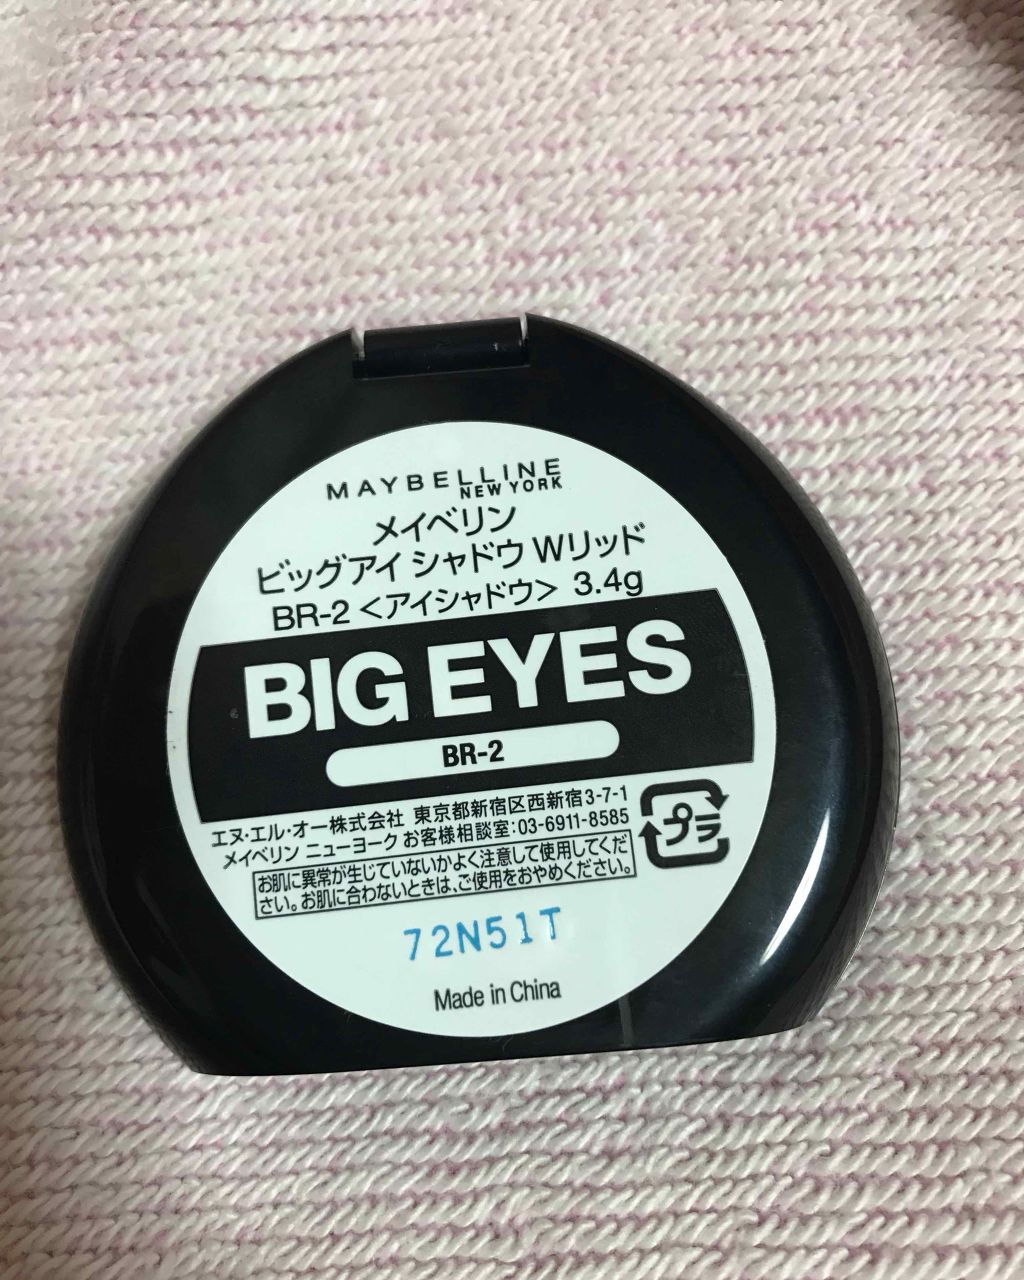 MAYBELLINE
NEW YORK
メイベリン
ビッグアイ シャドウ Wリッド
BR-2 <アイシャドウ> 3.4g
BIG EYES
BR-2
エヌ・エル・オー株式会社 東京都新宿区西新宿3-7-1
メイベリン ニューヨーク お客様相談室:03-6911-8585
プラ
お肌に異常が生じていないかよく注意して使用してくだ
さい。お肌に合わないときは、ご使用をおやめください。
72N51T
Made in China